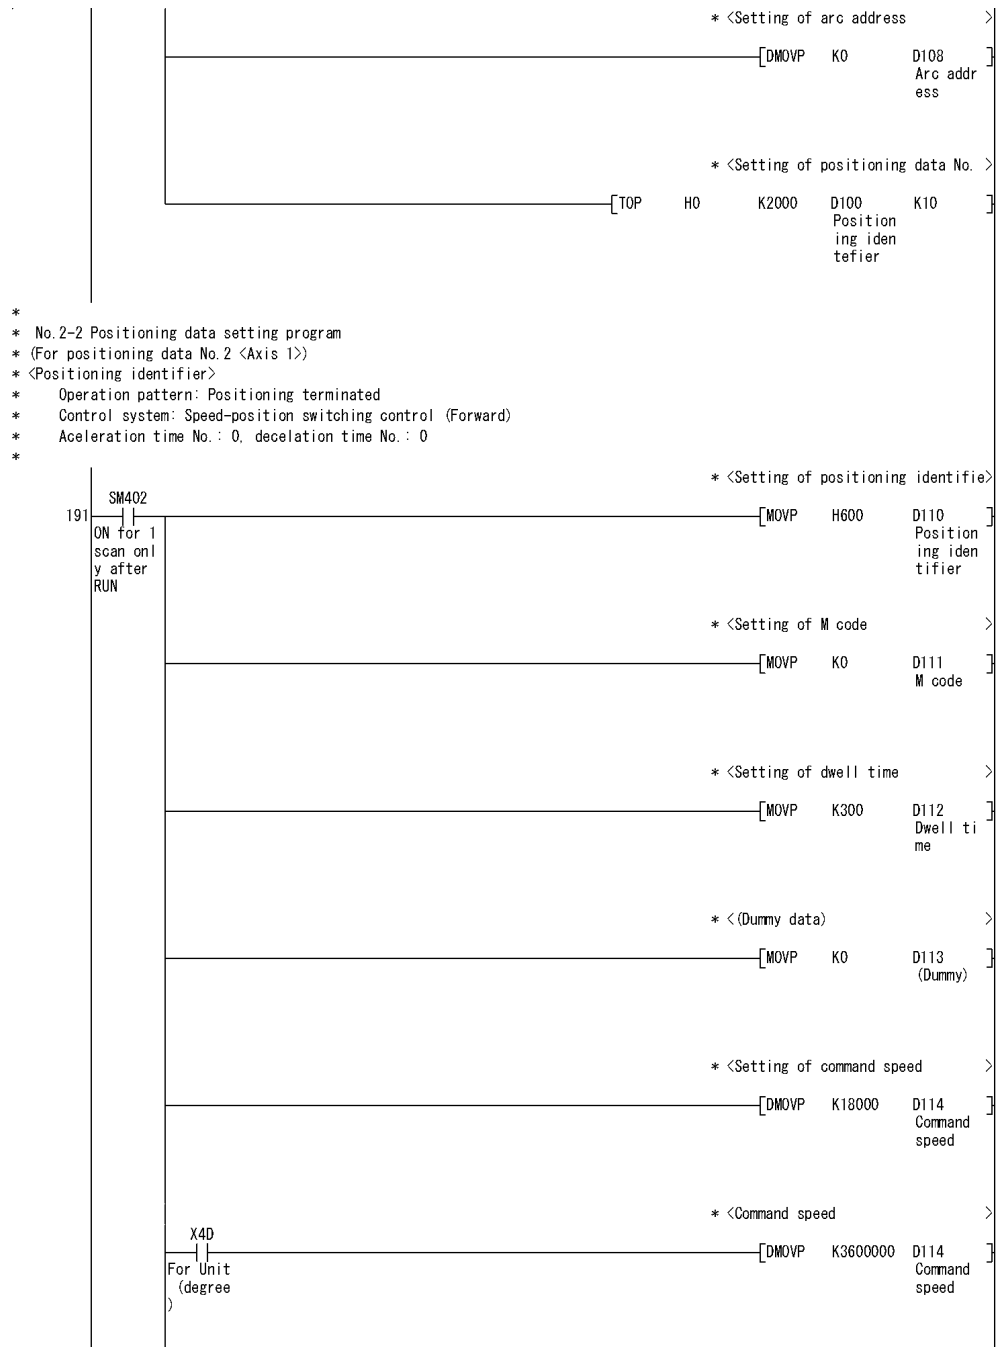 * <Setting of arc address >
[DMOVP K0 D108 ]
Arc addr
ess
* <Setting of positioning data No. >
[TOP H0 K2000 D100 K10 ]
Position
ing iden
tefier
*
* No.2-2 Positioning data setting program
* (For positioning data No.2 <Axis 1>)
* <Positioning identifier>
* Operation pattern: Positioning terminated
* Control system: Speed-position switching control (Forward)
* Aceleration time No.: 0, decelation time No.: 0
*
* <Setting of positioning identifie>
SM402
191
[MOVP H600 D110 ]
ON for 1
scan onl
y after
RUN
Position
ing iden
tifier
* <Setting of M code >
[MOVP K0 D111 ]
M code
* <Setting of dwell time >
[MOVP K300 D112 ]
Dwell ti
me
* <(Dummy data) >
[MOVP K0 D113 ]
(Dummy)
* <Setting of command speed >
[DMOVP K18000 D114 ]
Command
speed
* <Command speed >
X4D
[DMOVP K3600000 D114 ]
For Unit
(degree
)
Command
speed